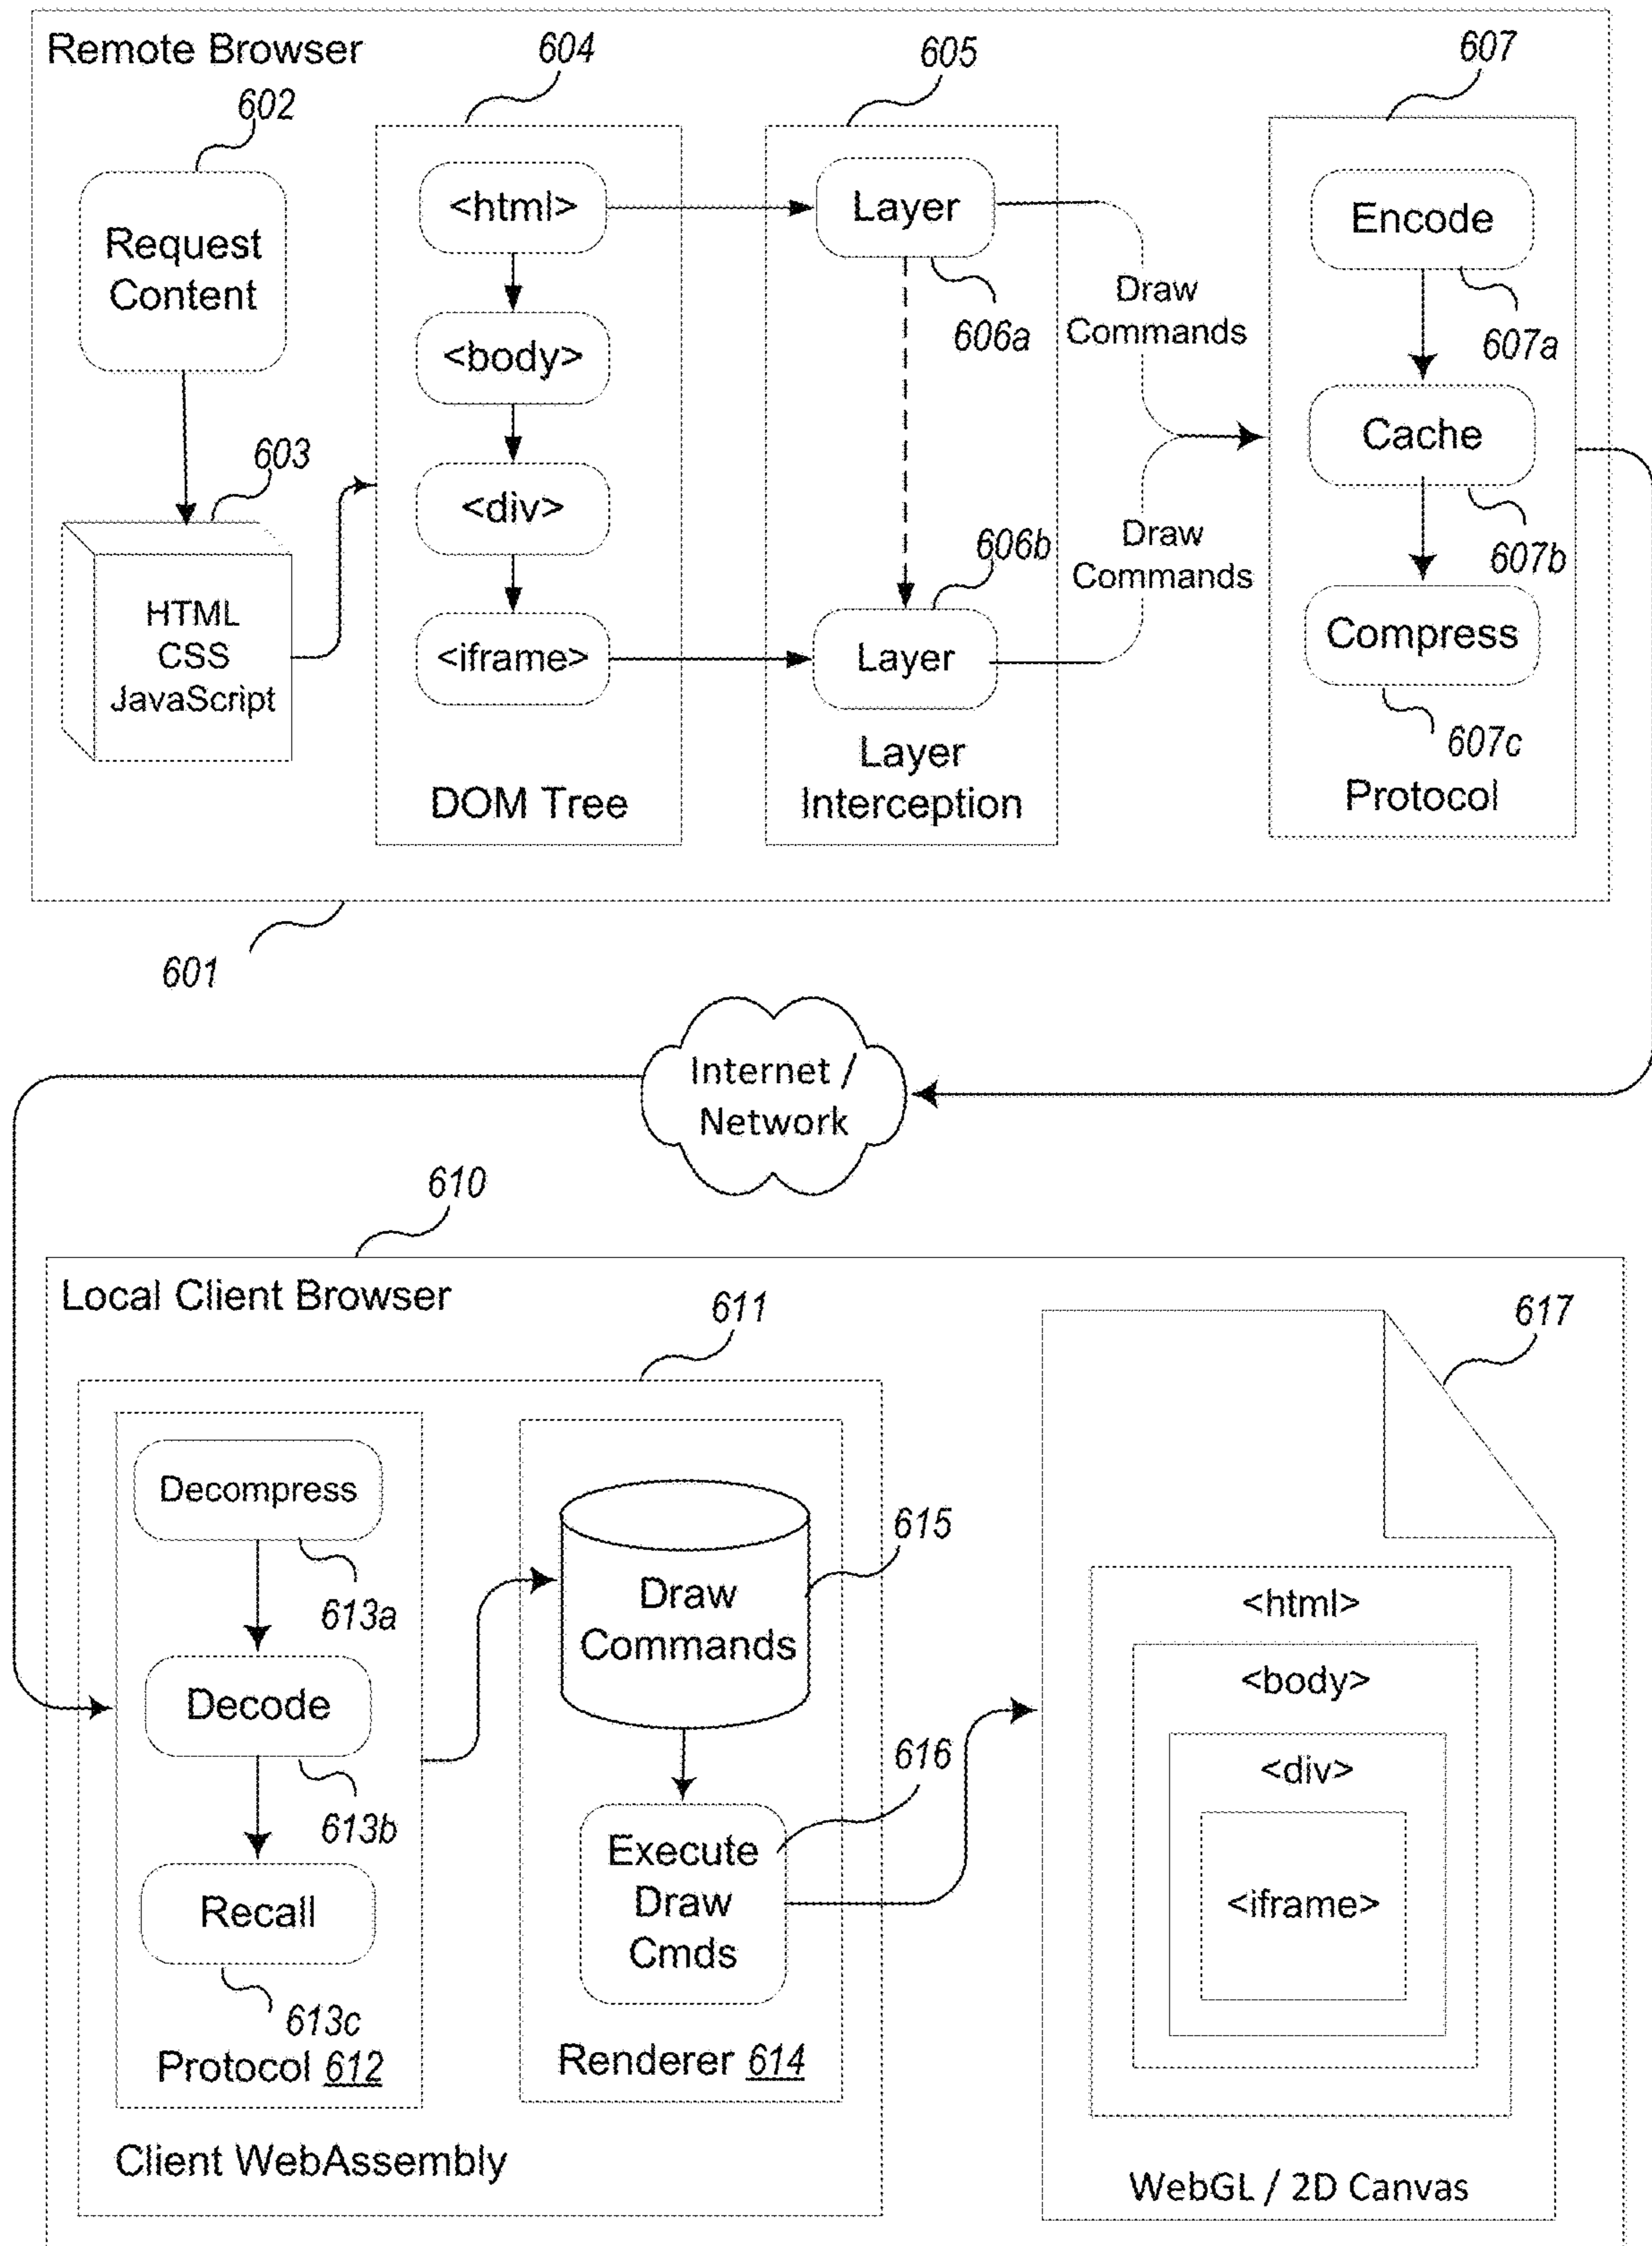 Remote Browser
602
Request
Content
603
HTML
CSS
JavaScript
604
<html>
<body>
<div>
<iframe>
DOM Tree
605
Layer
606a
606b
Layer
Layer
Interception
Draw
Commands
Draw
Commands
607
Encode
607a
Cache
607b
Compress
607c
Protocol
601
Internet /
Network
610
Local Client Browser
611
Decompress
613a
Decode
613b
Recall
613c
Protocol 612
Draw
Commands
615
616
Execute
Draw
Cmds
Renderer 614
Client WebAssembly
617
<html>
<body>
<div>
<iframe>
WebGL / 2D Canvas